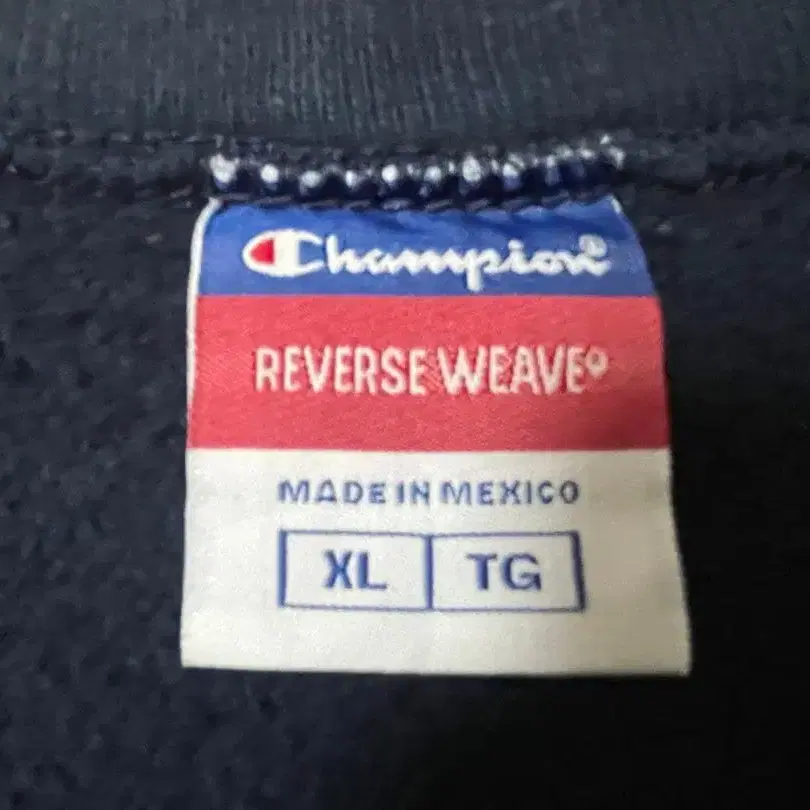 Champion®
REVERSE WEAVE®
MADE IN MEXICO
XL TG